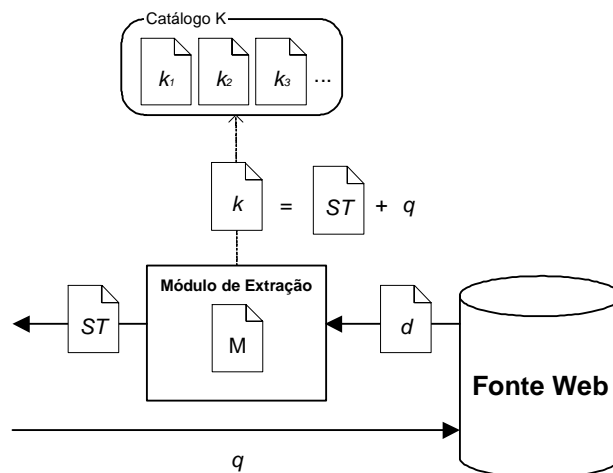 Catálogo K
k1 k2 k3 ...
k = ST + q
Módulo de Extração
ST M d
Fonte Web
q